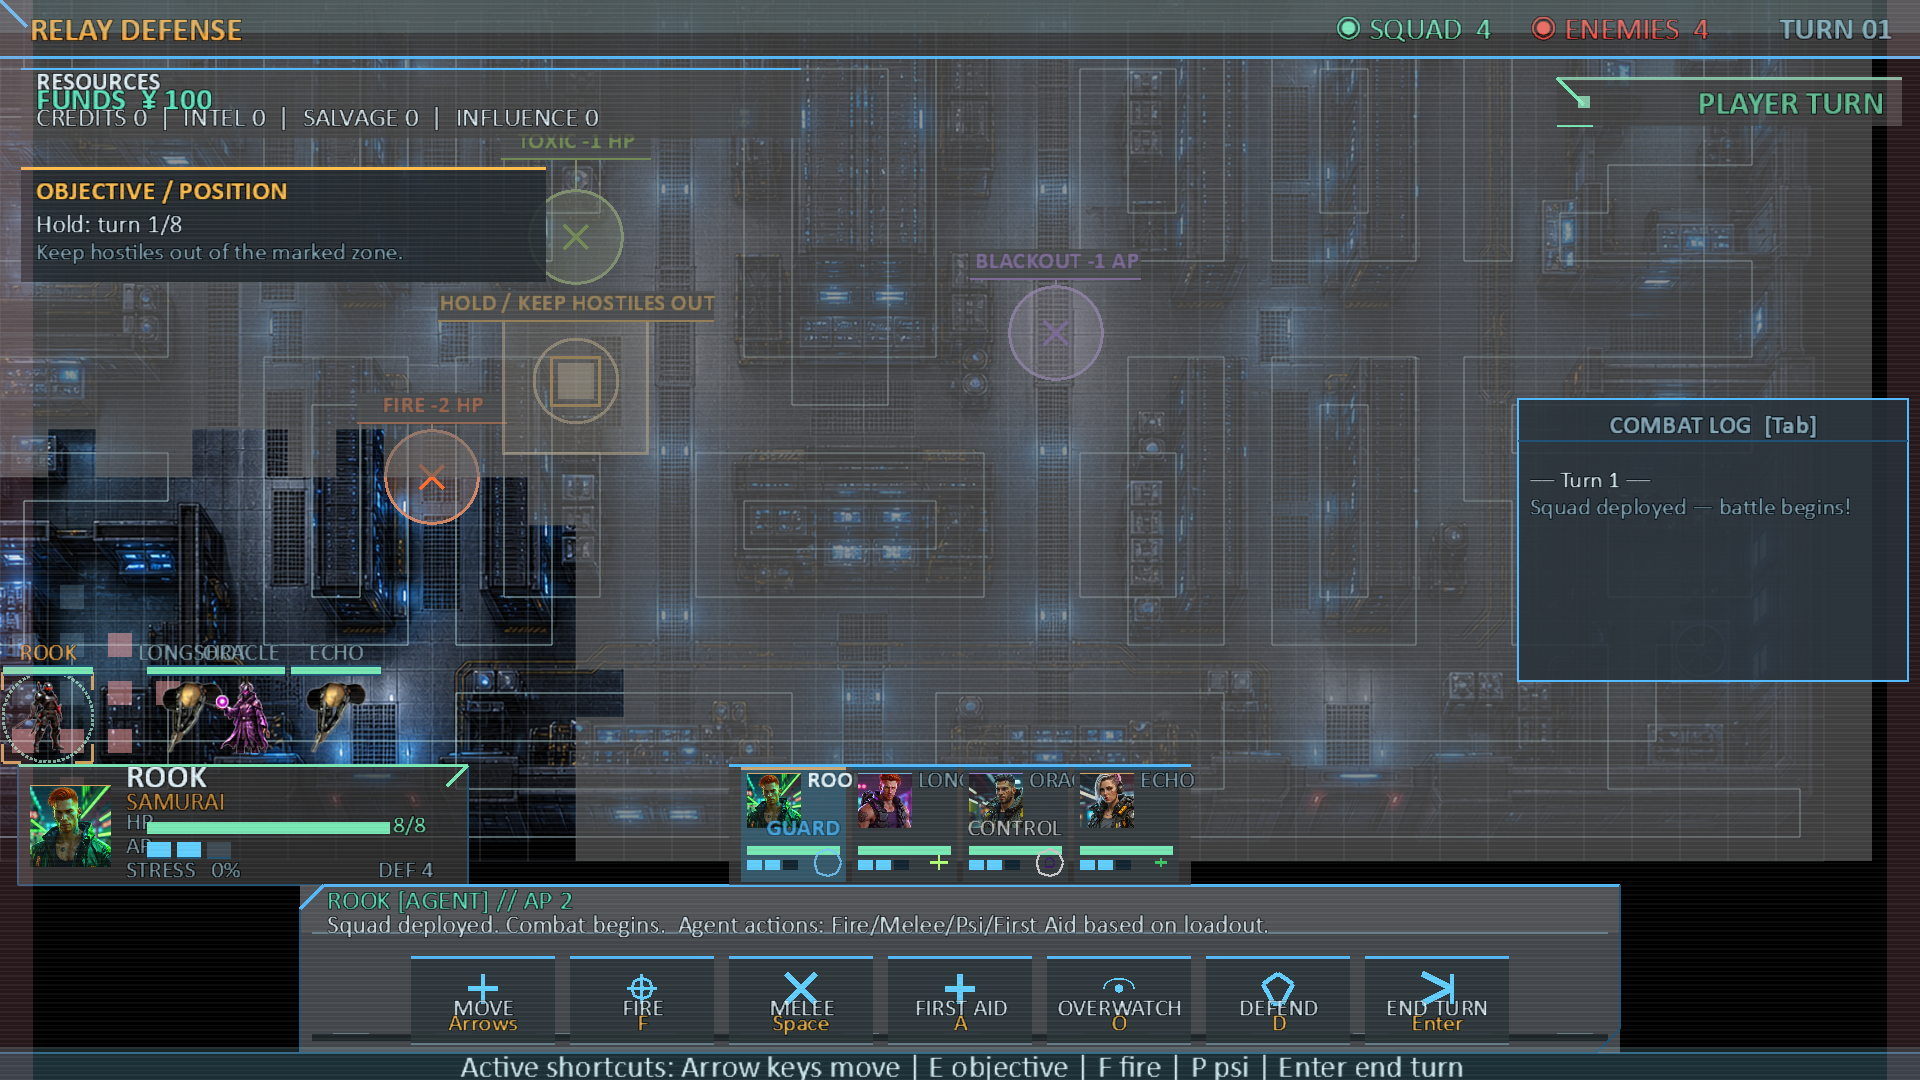 RELAY DEFENSE
SQUAD 4
ENEMIES 4
TURN 01
RESOURCES
FUNDS ¥ 100
CREDITS 0 | INTEL 0 | SALVAGE 0 | INFLUENCE 0
PLAYER TURN
TOXIC -1 HP
OBJECTIVE / POSITION
Hold: turn 1/8
Keep hostiles out of the marked zone.
BLACKOUT -1 AP
HOLD / KEEP HOSTILES OUT
FIRE -2 HP
COMBAT LOG [Tab]
— Turn 1 —
Squad deployed — battle begins!
ROOK
LONGSHOT
ORACLE
ECHO
ROOK
SAMURAI
HP 8/8
AP
STRESS 0%
DEF 4
ROO
GUARD
LONG
ORA
CONTROL
ECHO
ROOK [AGENT] // AP 2
Squad deployed. Combat begins. Agent actions: Fire/Melee/Psi/First Aid based on loadout.
MOVE
Arrows
FIRE
F
MELEE
Space
FIRST AID
A
OVERWATCH
O
DEFEND
D
END TURN
Enter
Active shortcuts: Arrow keys move | E objective | F fire | P psi | Enter end turn